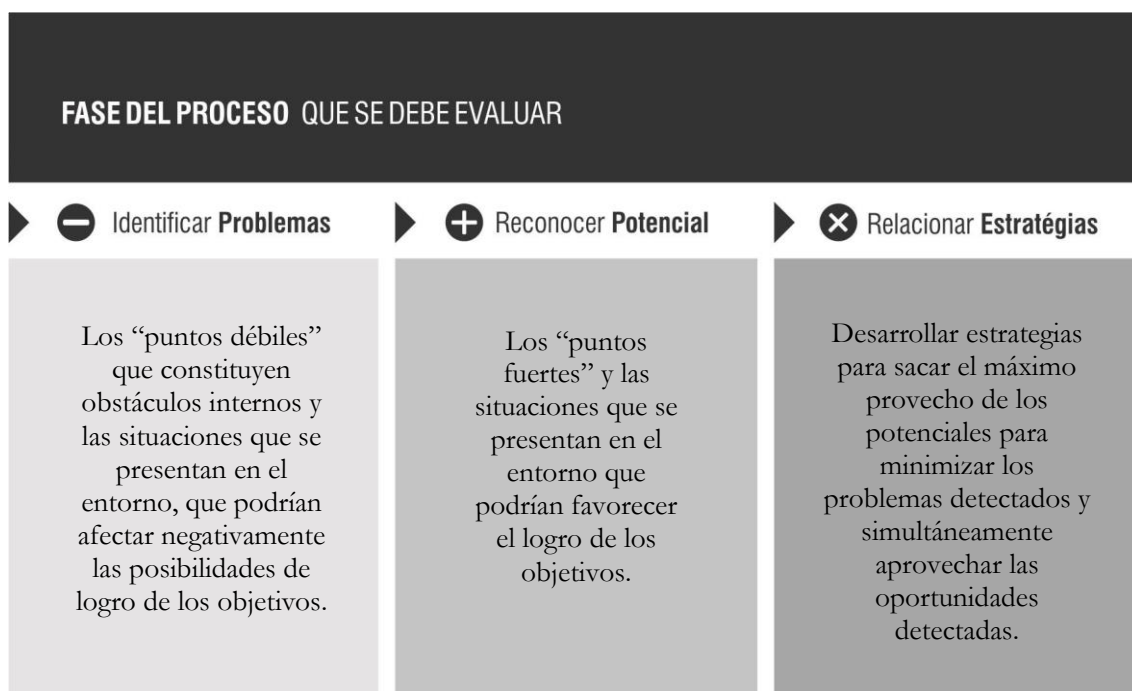 FASE DEL PROCESO QUE SE DEBE EVALUAR
Identificar Problemas
Los “puntos débiles”
que constituyen
obstáculos internos y
las situaciones que se
presentan en el
entorno, que podrían
afectar negativamente
las posibilidades de
logro de los objetivos.
Reconocer Potencial
Los “puntos
fuertes” y las
situaciones que se
presentan en el
entorno que
podrían favorecer
el logro de los
objetivos.
Relacionar Estratégias
Desarrollar estrategias
para sacar el máximo
provecho de los
potenciales para
minimizar los
problemas detectados y
simultáneamente
aprovechar las
oportunidades
detectadas.